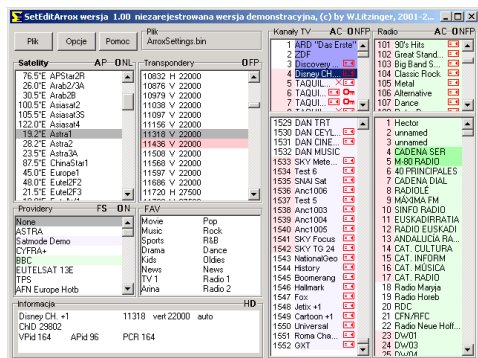 SetEditArrox wersja 1.00 niezarejestrowana wersja demonstracyjna, (c) by W.Litzinger, 2001-2...
Plik Opcje Pomoc
Plik
ArroxSettings.bin
Satelity AP ONL
76.5°E APStar2R
26.0°E Arab2/3A
30.5°E Arab2B
100.5°E Asiasat2
105.5°E Asiasat3S
122.0°E Asiasat4
19.2°E Astra1
28.2°E Astra2
23.5°E Astra3A
87.5°E ChinaStar1
45.0°E Europe1
48.0°E Eutel2F2
21.5°E Eutel2F3
Transpondery OFP
10832 H 22000
10876 V 22000
10979 V 22000
11038 V 22000
11097 V 22000
11156 V 22000
11318 V 22000
11436 V 22000
11508 V 22000
11568 V 22000
11597 V 22000
11686 V 22000
11720 H 27500
Providery FS ON
None
ASTRA
Satmode Demo
CYFRA+
BBC
EUTELSAT 13E
TPS
AFN Europe Hotb
FAV
Movie Pop
Music Rock
Sports R&B
Drama Dance
Kids Oldies
News News
TV 1 Radio 1
Arina Radio 2
Informacja HD
Disney CH. +1 11318 vert 22000 auto
ChID 29802
VPid 164 APid 96 PCR 164
Kanały TV AC ONFP
1 ARD "Das Erste"
2 ZDF
3 Discovery ...
4 Disney CH....
5 TAQUIL...
6 TAQUI...
7 TAQUI...
1529 DAN TRT
1530 DAN CEYL...
1531 DAN CINE...
1532 DAN MUSIC
1533 SKY Mete...
1534 Test 6
1535 SNAI Sat
1536 Anc1006
1537 Test 5
1538 Anc1003
1539 Anc1004
1540 Anc1005
1541 SKY Focus
1542 SKY TG 24
1543 NationalGeo
1544 History
1545 Boomerang
1546 Hallmark
1547 Fox
1548 Jetix +1
1549 Cartoon +1
1550 Universal
1551 Roma Cha...
1552 GXT
Radio AC ONFP
101 90's Hits
102 Great Stand...
103 Big Band S...
104 Classic Rock
105 Metal
106 Alternative
107 Dance
1 Hector
2 unnamed
3 unnamed
4 CADENA SER
5 M-80 RADIO
6 40 PRINCIPALES
7 CADENA DIAL
8 RADIOLÉ
9 MÁXIMA FM
10 SINFO RADIO
11 EUSKADIRRATIA
12 RADIO EUSKADI
13 ANDALUCÍA RA...
14 CAT. CULTURA
15 CAT. INFORM
16 CAT. MÚSICA
17 CAT. RADIO
18 Radio Maryja
19 Radio Horeb
20 RDC
21 CFN/RFC
22 Radio Neue Hoff...
23 DW01
24 DW03
25 DW04